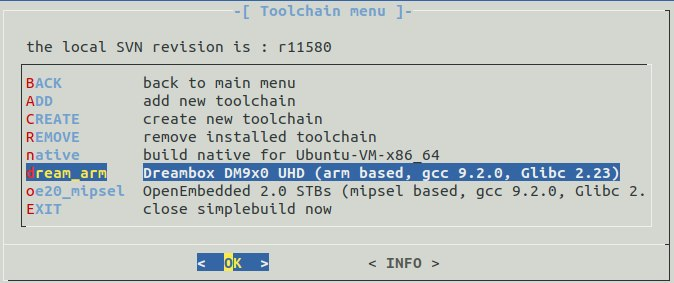 -[ Toolchain menu ]-
the local SVN revision is : r11580
BACK back to main menu
ADD add new toolchain
CREATE create new toolchain
REMOVE remove installed toolchain
native build native for Ubuntu-VM-x86_64
dream_arm Dreambox DM9x0 UHD (arm based, gcc 9.2.0, Glibc 2.23)
oe20_mipsel OpenEmbedded 2.0 STBs (mipsel based, gcc 9.2.0, Glibc 2.
EXIT close simplebuild now
< OK > < INFO >